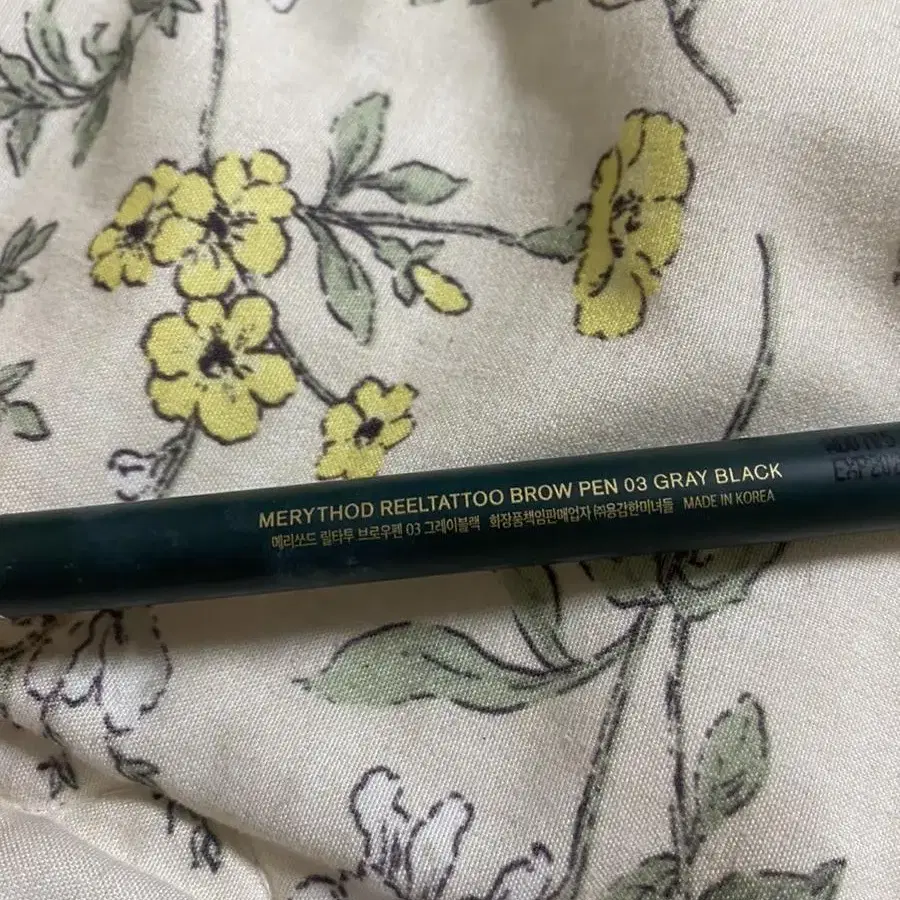 MERYTHOD REELTATTOO BROW PEN 03 GRAY BLACK
메리쏘드 릴타투 브로우펜 03 그레이블랙 화장품책임판매업자 ㈜용감한미녀들 MADE IN KOREA